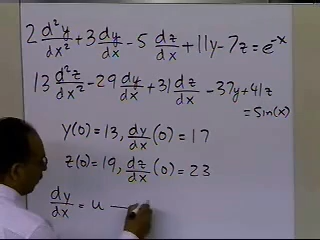 2 d²y/dx² + 3 dy/dx - 5 dz/dx + 11y - 7z = e^-x
13 d²z/dx² - 29 dy/dx + 31 dz/dx - 37y + 41z
= sin(x)
y(0) = 13, dy/dx (0) = 17
z(0) = 19, dz/dx (0) = 23
dy/dx = u —